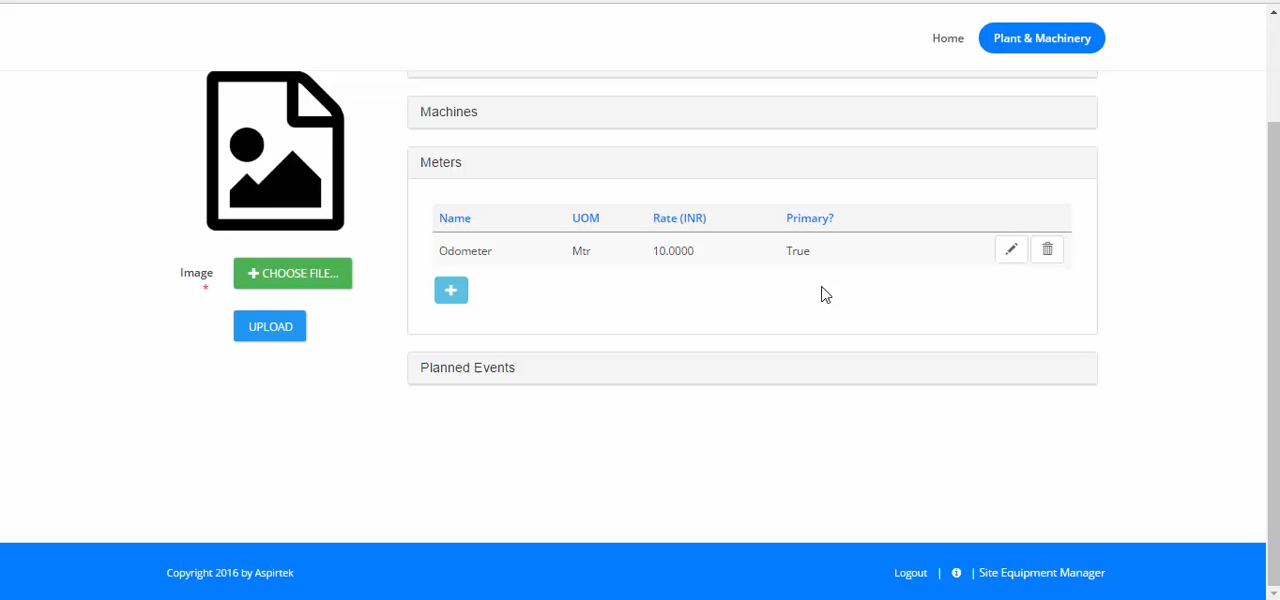 Home
Plant & Machinery
Machines
Meters
Name UOM Rate (INR) Primary?
Odometer Mtr 10.0000 True
Image
*
CHOOSE FILE...
UPLOAD
Planned Events
Copyright 2016 by Aspirtek
Logout | | Site Equipment Manager